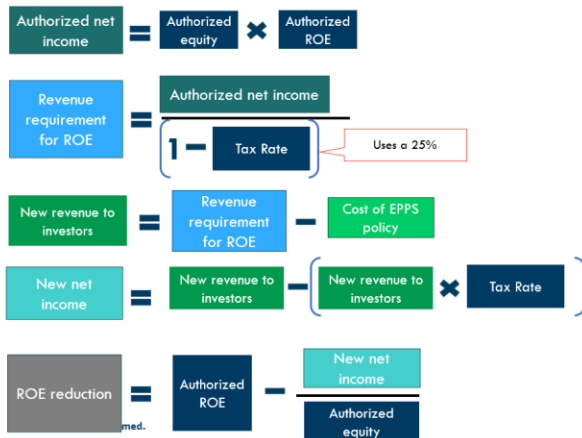 Authorized net income = Authorized equity × Authorized ROE
Revenue requirement for ROE = Authorized net income
1 − Tax Rate
Uses a 25%
New revenue to investors = Revenue requirement for ROE − Cost of EPPS policy
New net income = New revenue to investors − ( New revenue to investors × Tax Rate )
ROE reduction = Authorized ROE − New net income
Authorized equity
med.